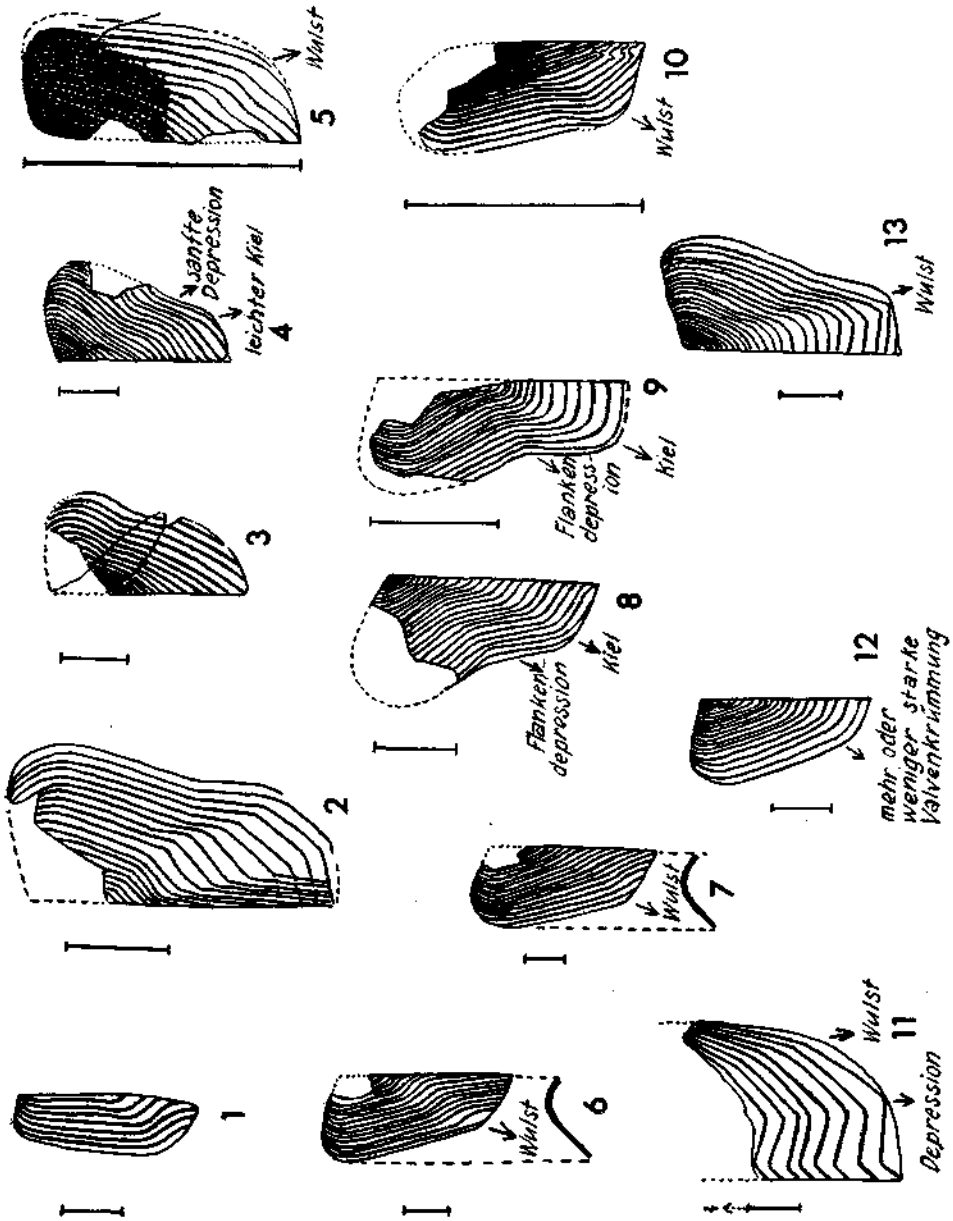 1
2
3
sanfte
Depression
leichter Kiel
4
Wulst
5
Wulst
6
Wulst
7
Flanken
depression
Kiel
8
Flanken
depress-
ion
Kiel
9
Wulst
10
Depression
Wulst
11
mehr oder
weniger starke
Valvenkrümmung
12
Wulst
13